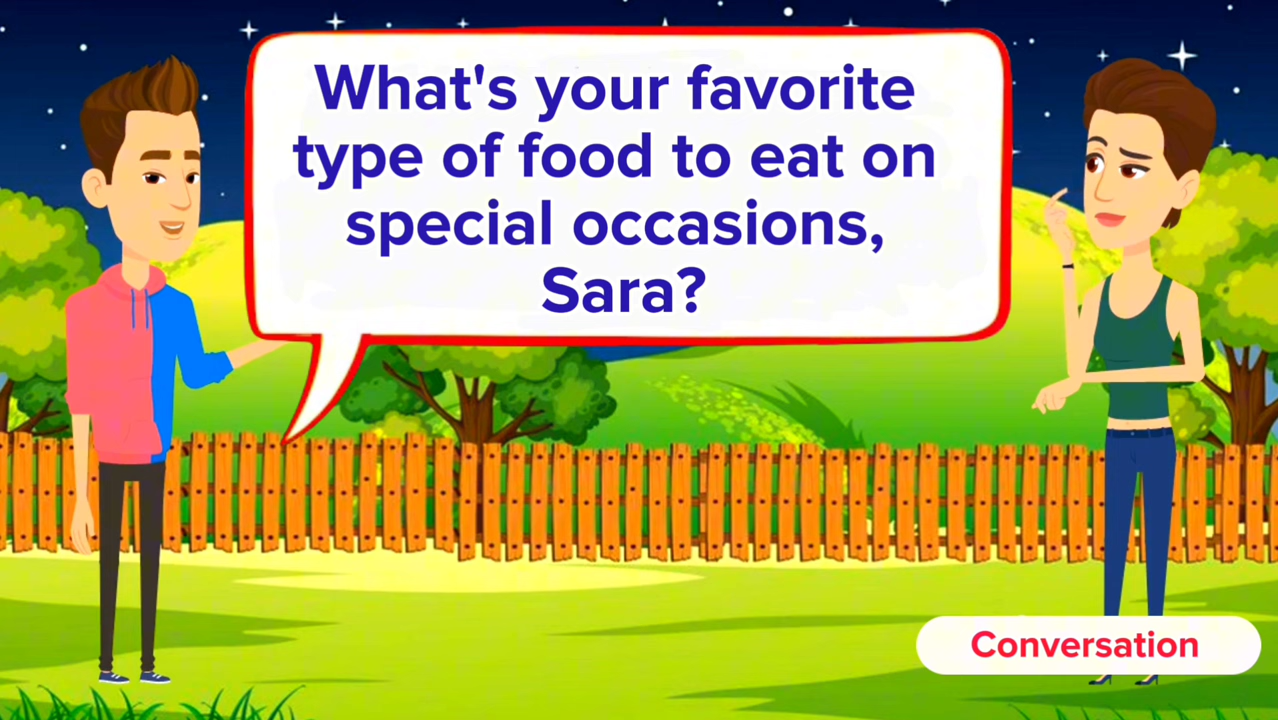 What's your favorite
type of food to eat on
special occasions,
Sara?
Conversation